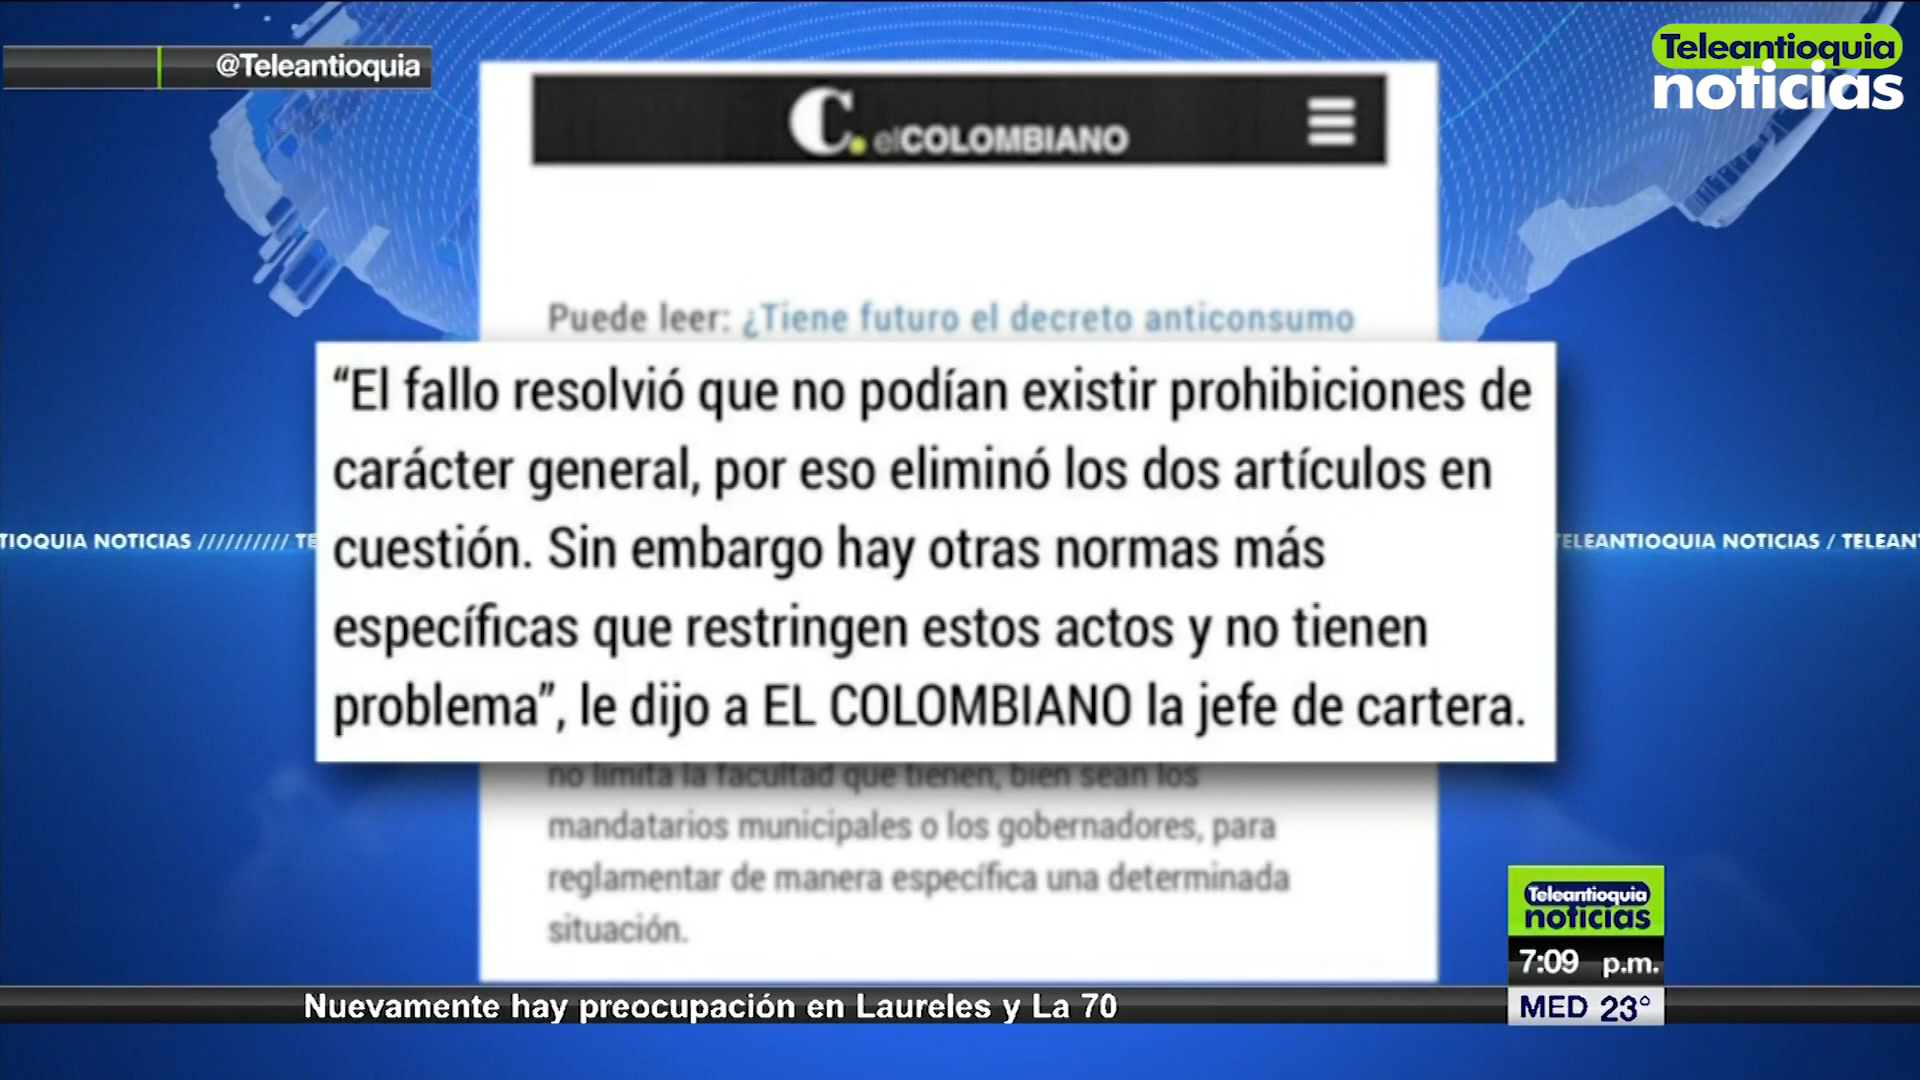 @Teleantioquia
Teleantioquia
noticias
C. elCOLOMBIANO
Puede leer: ¿Tiene futuro el decreto anticonsumo
“El fallo resolvió que no podían existir prohibiciones de
carácter general, por eso eliminó los dos artículos en
cuestión. Sin embargo hay otras normas más
específicas que restringen estos actos y no tienen
problema”, le dijo a EL COLOMBIANO la jefe de cartera.
TIOQUIA NOTICIAS ////////// TE
ELEANTIOQUIA NOTICIAS / TELEAN
no limita la facultad que tienen, bien sean los
mandatarios municipales o los gobernadores, para
reglamentar de manera específica una determinada
situación.
Teleantioquia
noticias
7:09 p.m.
MED 23°
Nuevamente hay preocupación en Laureles y La 70